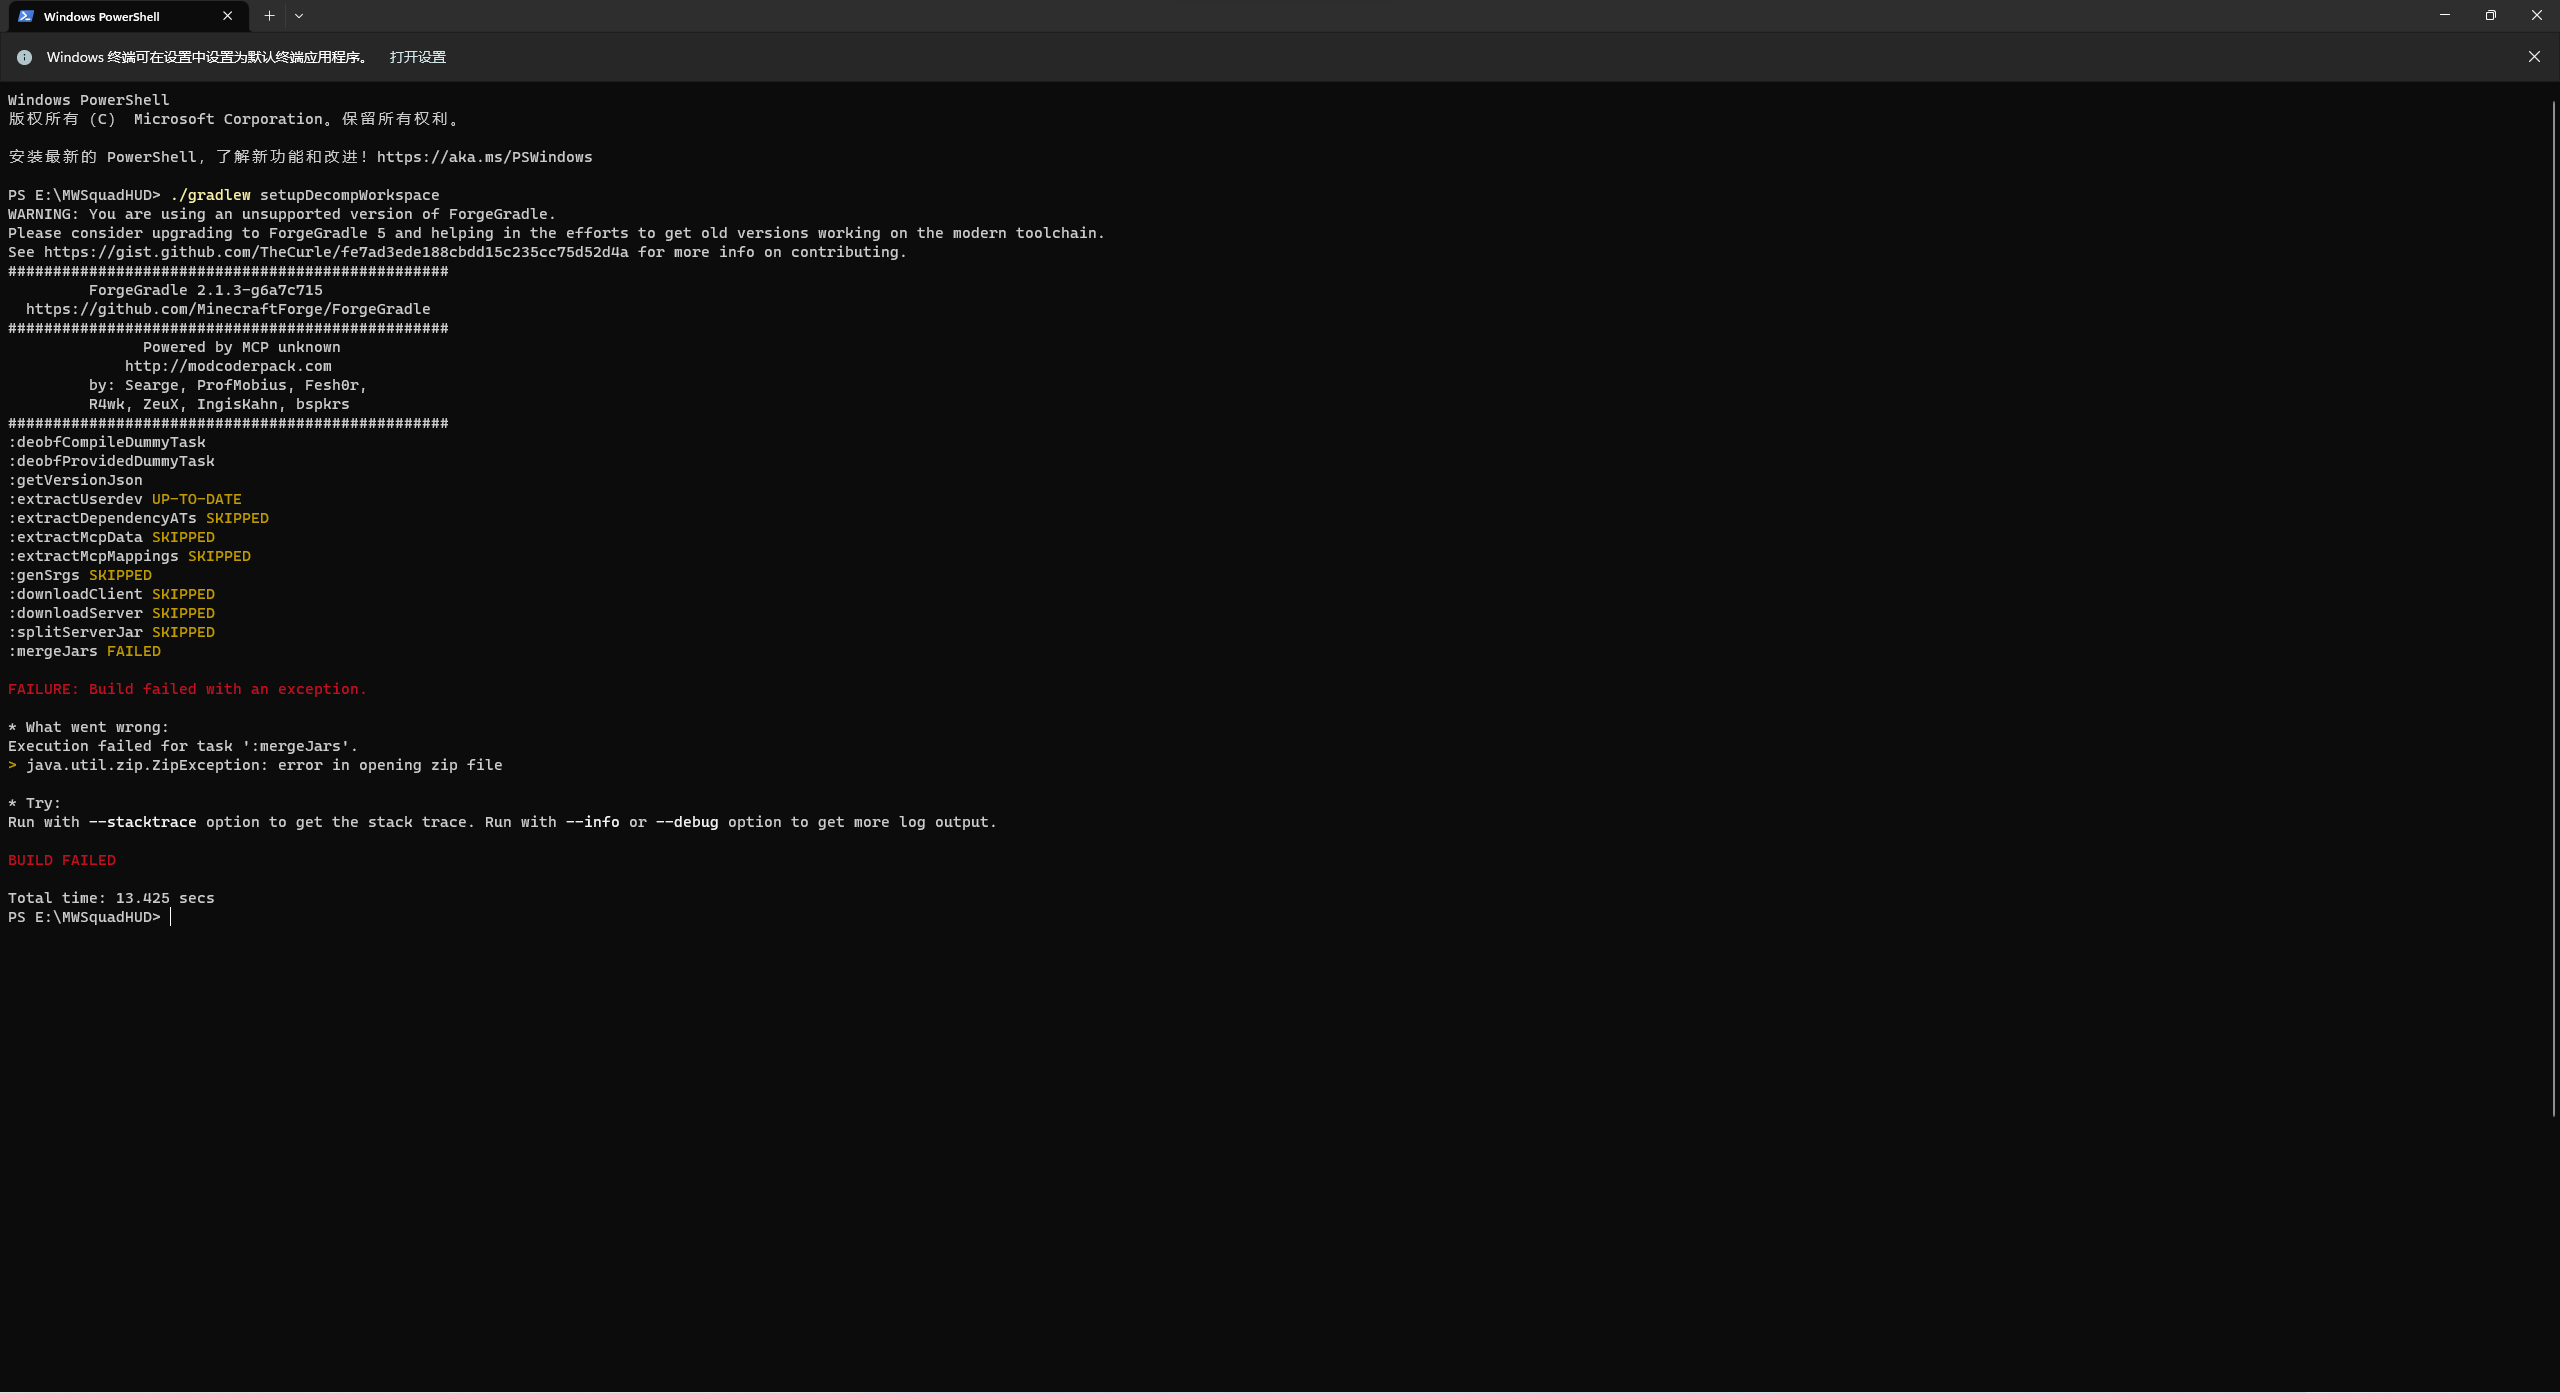 Windows PowerShell
Windows 终端可在设置中设置为默认终端应用程序。 打开设置
Windows PowerShell
版权所有 (C)  Microsoft Corporation。保留所有权利。
安装最新的 PowerShell，了解新功能和改进！https://aka.ms/PSWindows
PS E:\MWSquadHUD> ./gradlew setupDecompWorkspace
WARNING: You are using an unsupported version of ForgeGradle.
Please consider upgrading to ForgeGradle 5 and helping in the efforts to get old versions working on the modern toolchain.
See https://gist.github.com/TheCurle/fe7ad3ede188cbdd15c235cc75d52d4a for more info on contributing.
#################################################
ForgeGradle 2.1.3-g6a7c715
https://github.com/MinecraftForge/ForgeGradle
#################################################
Powered by MCP unknown
http://modcoderpack.com
by: Searge, ProfMobius, Fesh0r,
R4wk, ZeuX, IngisKahn, bspkrs
#################################################
:deobfCompileDummyTask
:deobfProvidedDummyTask
:getVersionJson
:extractUserdev UP-TO-DATE
:extractDependencyATs SKIPPED
:extractMcpData SKIPPED
:extractMcpMappings SKIPPED
:genSrgs SKIPPED
:downloadClient SKIPPED
:downloadServer SKIPPED
:splitServerJar SKIPPED
:mergeJars FAILED
FAILURE: Build failed with an exception.
* What went wrong:
Execution failed for task ':mergeJars'.
> java.util.zip.ZipException: error in opening zip file
* Try:
Run with --stacktrace option to get the stack trace. Run with --info or --debug option to get more log output.
BUILD FAILED
Total time: 13.425 secs
PS E:\MWSquadHUD>